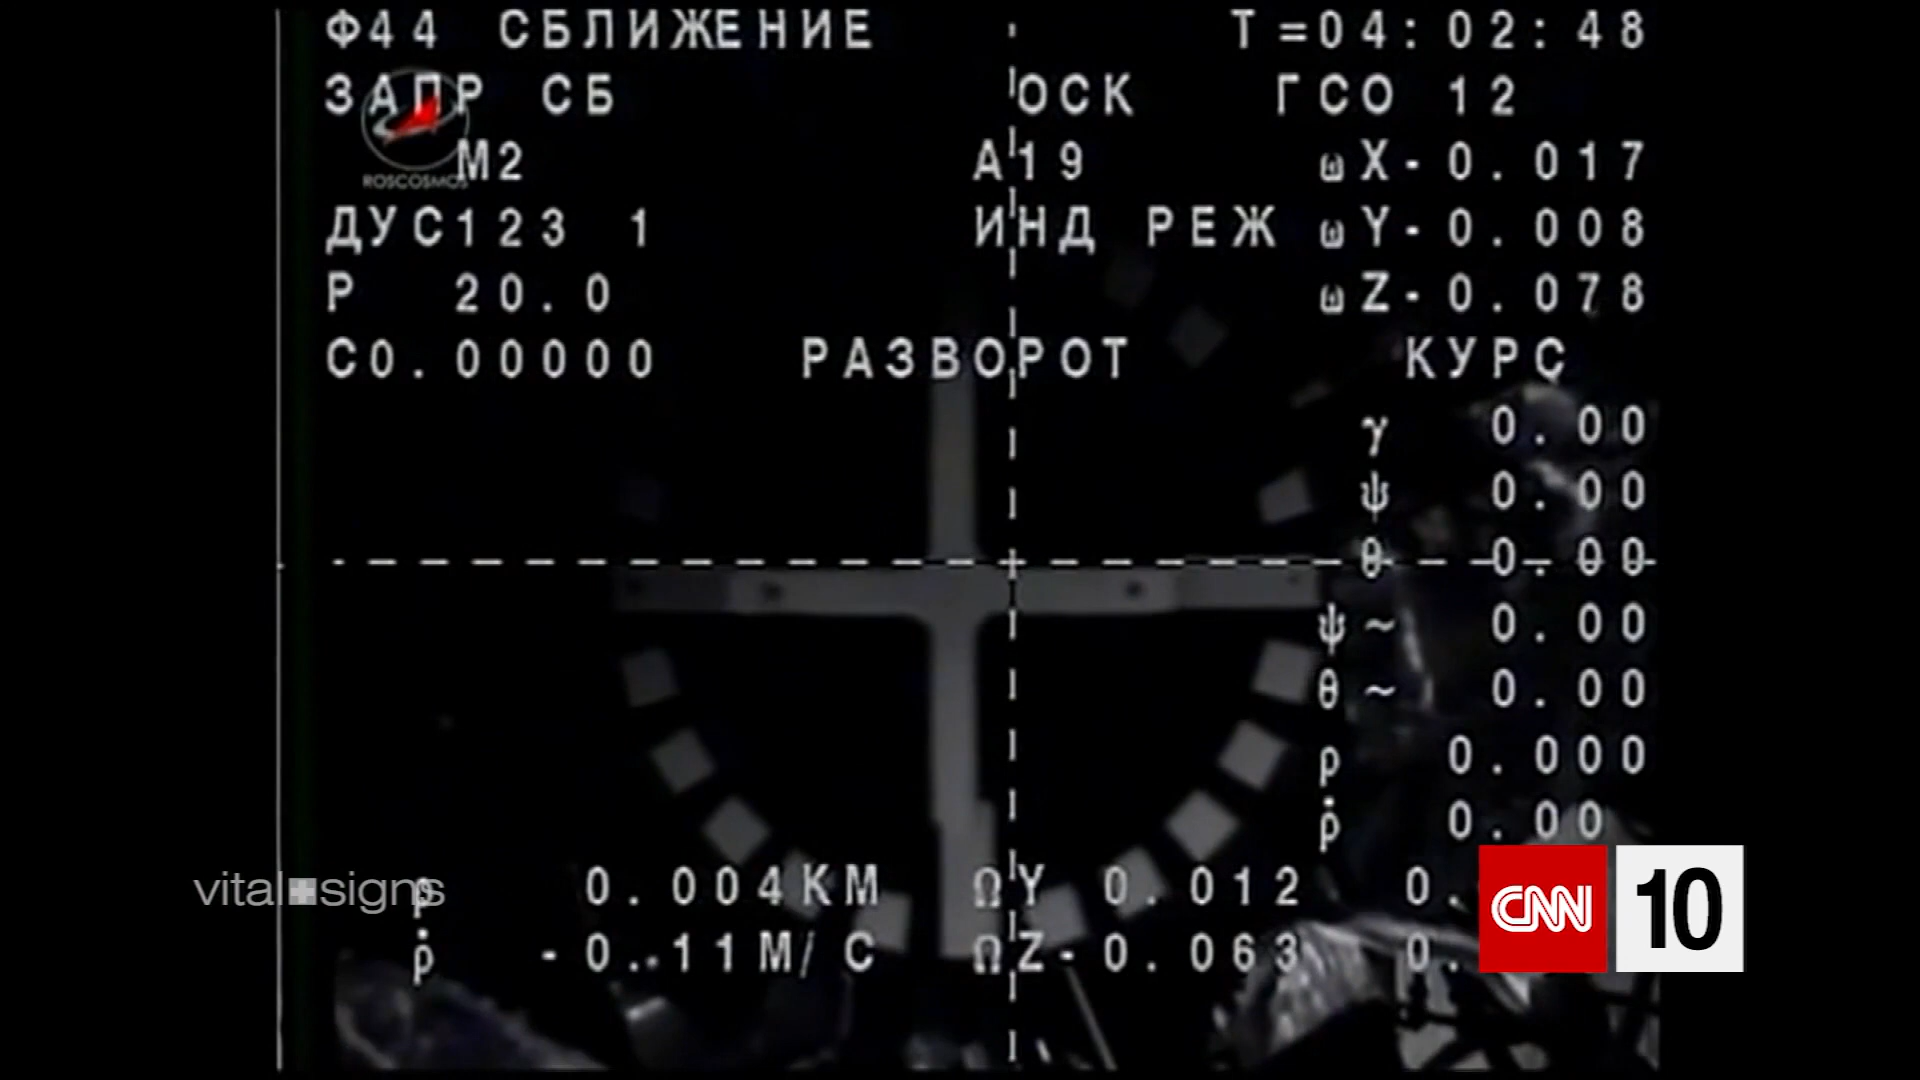 Ф44 СБЛИЖЕНИЕ T=04:02:48
ЗАПР СБ ОСК ГСО 12
ROSCOSMOS
М2 А19 ωX-0.017
ДУС123 1 ИНД РЕЖ ωY-0.008
Р 20.0 ωZ-0.078
С0.00000 РАЗВОРОТ КУРС
γ 0.00
ψ 0.00
θ 0.00
ψ~ 0.00
θ~ 0.00
ρ 0.000
ρ̇ 0.00
ρ 0.004КМ ΩY 0.012 0.
ρ̇ -0.11М/С ΩZ-0.063 0.
vital signs
CNN 10